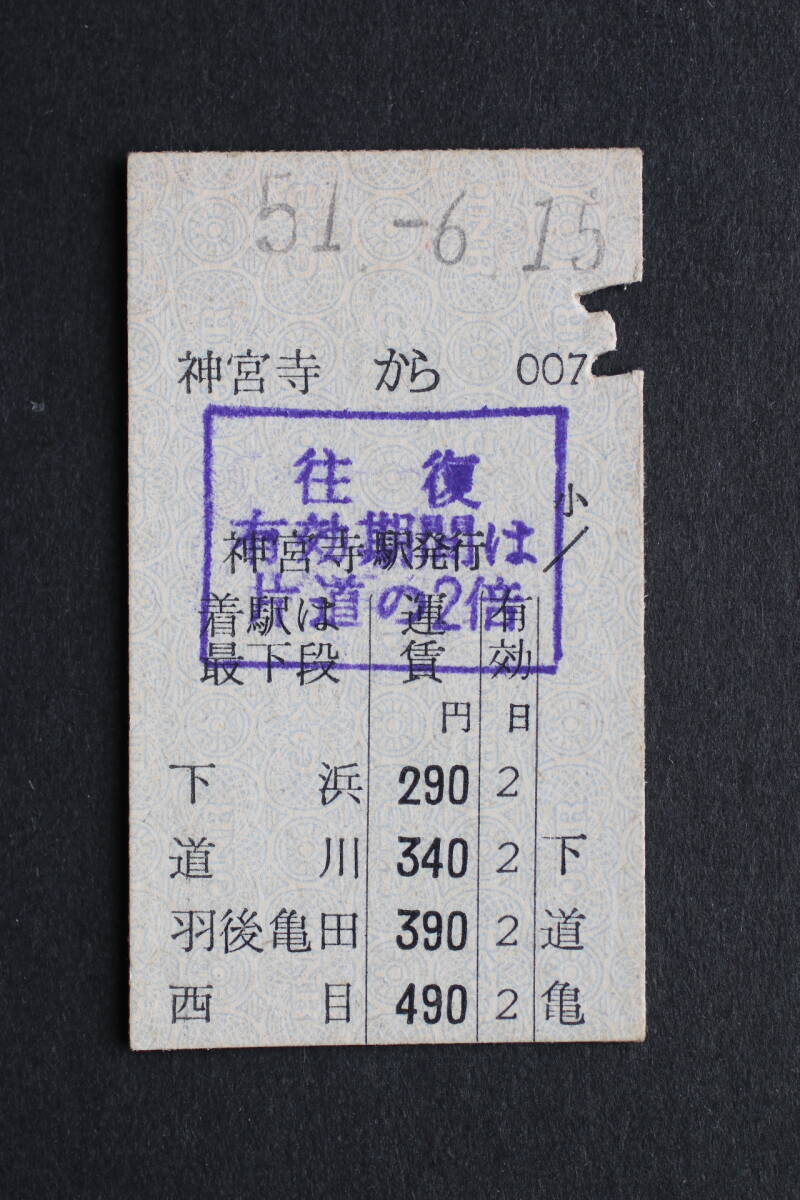 51.-6.15
神宮寺 から 007
往復
有効期間は
片道の2倍
小
神宮寺駅発行
着駅は 運 有
最下段 賃 効
円 日
下浜 290 2
道川 340 2 下
羽後亀田 390 2 道
西目 490 2 亀